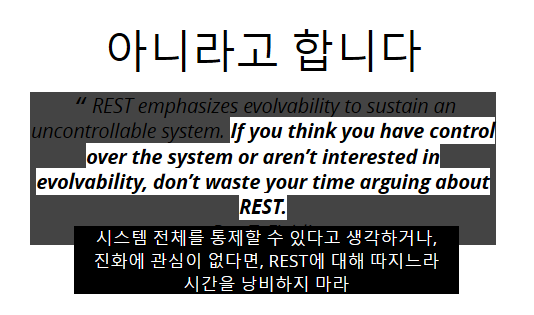 아니라고 합니다
“ REST emphasizes evolvability to sustain an
uncontrollable system. If you think you have control
over the system or aren’t interested in
evolvability, don’t waste your time arguing about
REST.
시스템 전체를 통제할 수 있다고 생각하거나,
진화에 관심이 없다면, REST에 대해 따지느라
시간을 낭비하지 마라